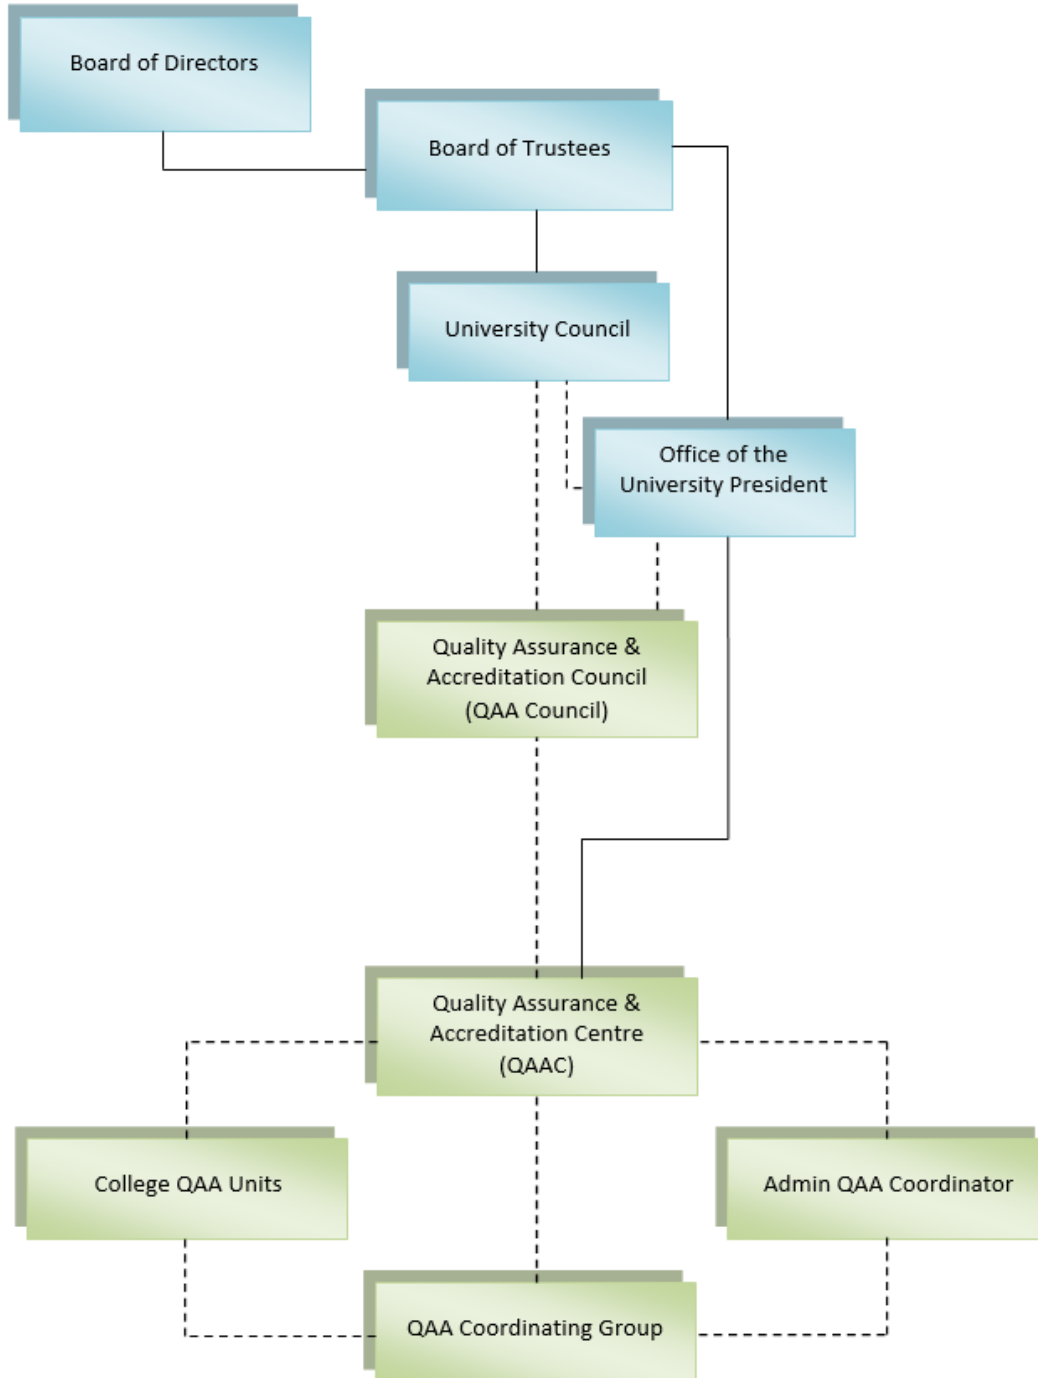 Board of Directors
Board of Trustees
University Council
Office of the
University President
Quality Assurance &
Accreditation Council
(QAA Council)
Quality Assurance &
Accreditation Centre
(QAAC)
College QAA Units
Admin QAA Coordinator
QAA Coordinating Group